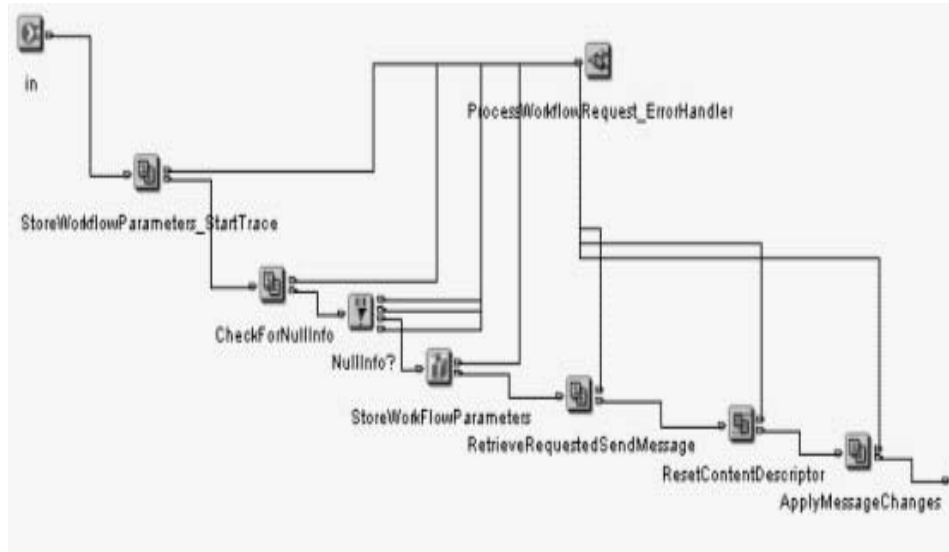 in
ProcessWorkflowRequest_ErrorHandler
StoreWorkflowParameters_StartTrace
CheckForNullInfo
NullInfo?
StoreWorkFlowParameters
RetrieveRequestedSendMessage
ResetContentDescriptor
ApplyMessageChanges